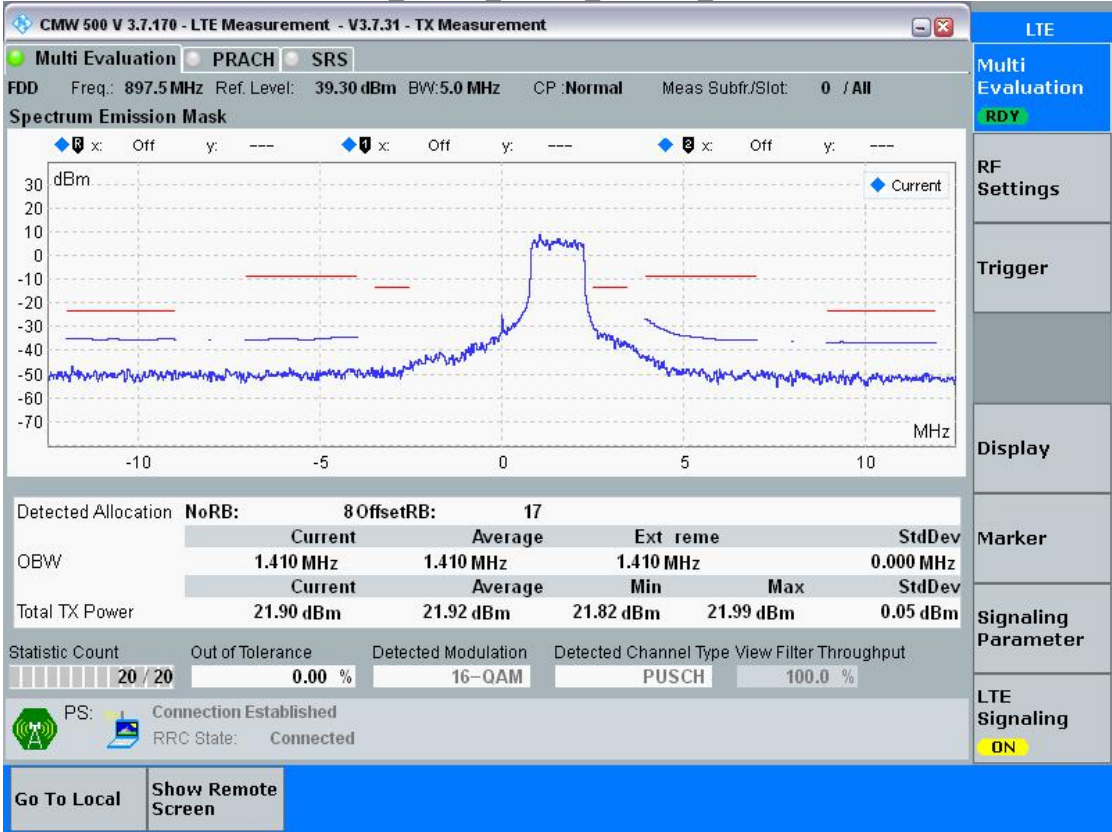 CMW 500 V 3.7.170 - LTE Measurement - V3.7.31 - TX Measurement
LTE
Multi Evaluation PRACH SRS
Multi
Evaluation
RDY
FDD Freq.: 897.5 MHz Ref. Level: 39.30 dBm BW:5.0 MHz CP :Normal Meas Subfr./Slot: 0 / All
Spectrum Emission Mask
R x: Off y: --- 1 x: Off y: --- 2 x: Off y: ---
dBm
Current
30
20
10
0
-10
-20
-30
-40
-50
-60
-70
MHz
-10 -5 0 5 10
RF
Settings
Trigger
Display
Marker
Signaling
Parameter
LTE
Signaling
ON
Detected Allocation NoRB: 8 OffsetRB: 17
Current Average Ext reme StdDev
OBW 1.410 MHz 1.410 MHz 1.410 MHz 0.000 MHz
Current Average Min Max StdDev
Total TX Power 21.90 dBm 21.92 dBm 21.82 dBm 21.99 dBm 0.05 dBm
Statistic Count Out of Tolerance Detected Modulation Detected Channel Type View Filter Throughput
20 / 20 0.00 % 16-QAM PUSCH 100.0 %
PS: Connection Established
RRC State: Connected
Go To Local
Show Remote
Screen